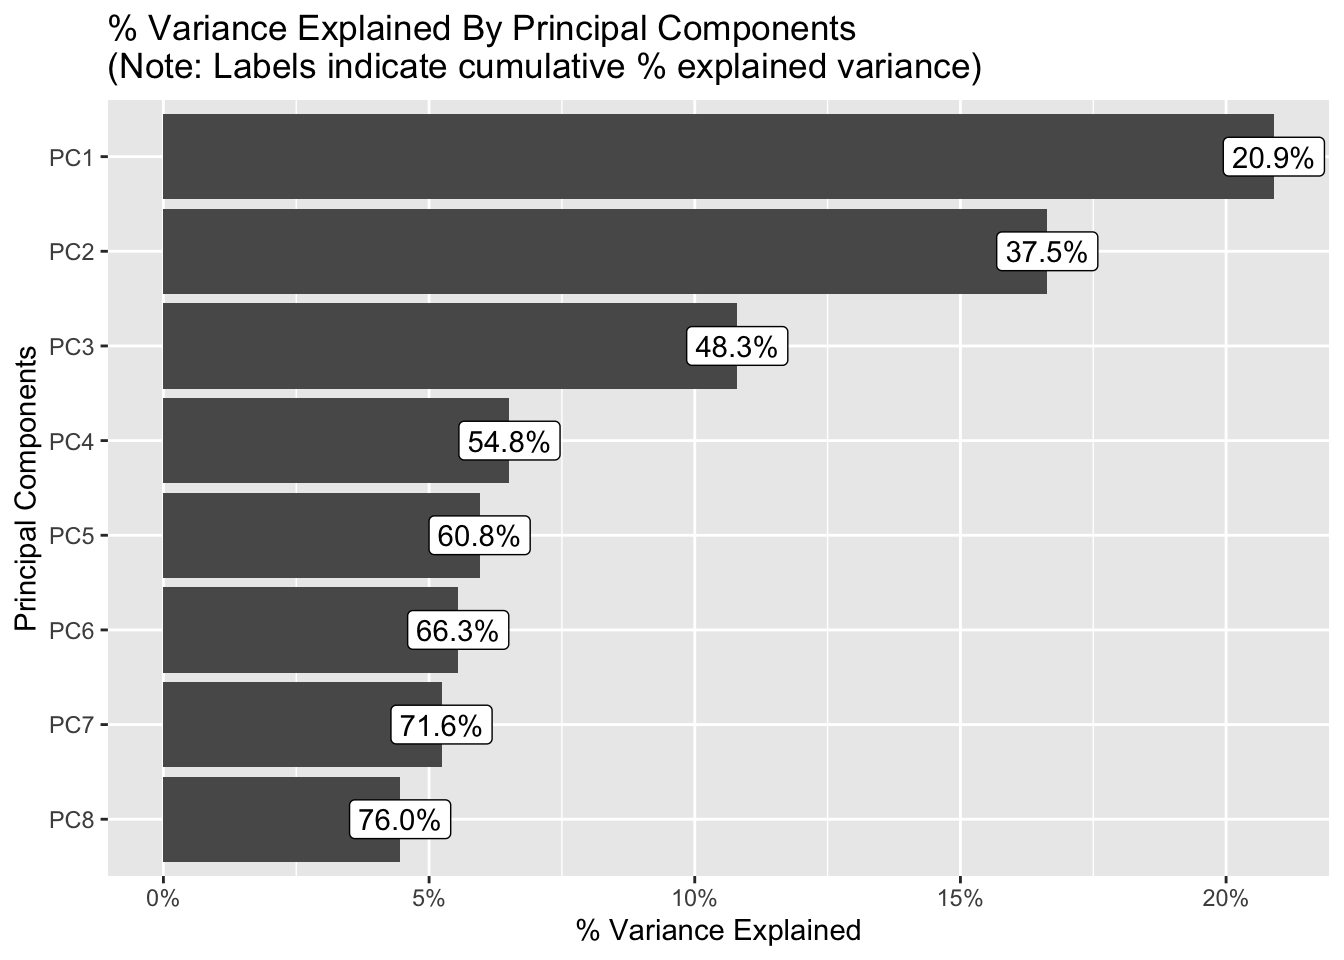 % Variance Explained By Principal Components
(Note: Labels indicate cumulative % explained variance)
Principal Components
PC1
20.9%
PC2
37.5%
PC3
48.3%
PC4
54.8%
PC5
60.8%
PC6
66.3%
PC7
71.6%
PC8
76.0%
0% 5% 10% 15% 20%
% Variance Explained